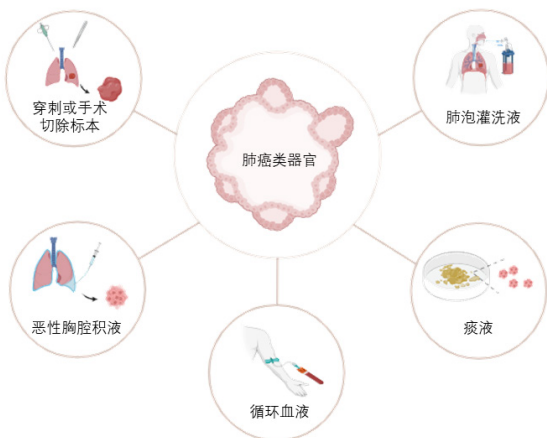 穿刺或手术
切除标本
肺泡灌洗液
肺癌类器官
恶性胸腔积液
痰液
循环血液